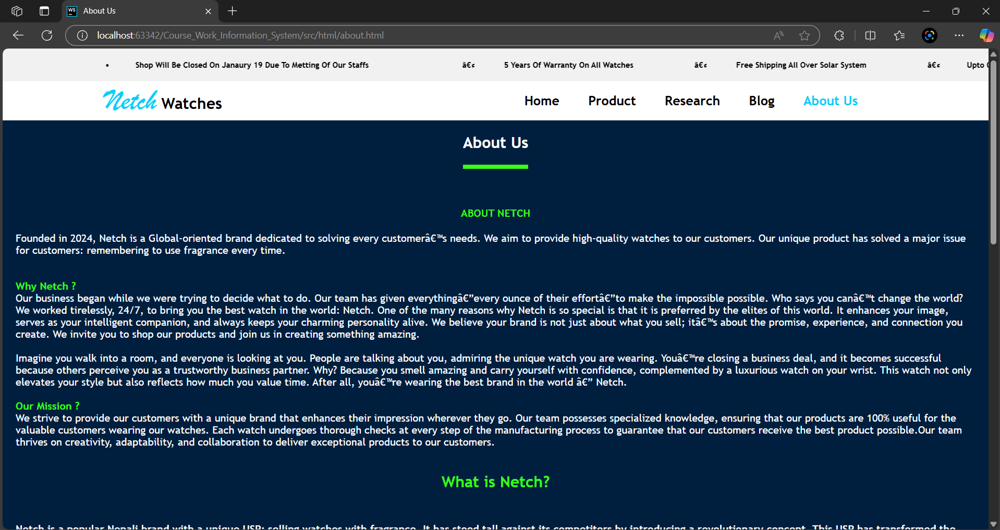 About Us
localhost:63342/Course_Work_Information_System/src/html/about.html
• Shop Will Be Closed On Janaury 19 Due To Metting Of Our Staffs â€¢ 5 Years Of Warranty On All Watches â€¢ Free Shipping All Over Solar System â€¢ Upto
Netch Watches Home Product Research Blog About Us
About Us
ABOUT NETCH
Founded in 2024, Netch is a Global-oriented brand dedicated to solving every customerâ€™s needs. We aim to provide high-quality watches to our customers. Our unique product has solved a major issue
for customers: remembering to use fragrance every time.
Why Netch ?
Our business began while we were trying to decide what to do. Our team has given everythingâ€”every ounce of their effortâ€”to make the impossible possible. Who says you canâ€™t change the world?
We worked tirelessly, 24/7, to bring you the best watch in the world: Netch. One of the many reasons why Netch is so special is that it is preferred by the elites of this world. It enhances your image,
serves as your intelligent companion, and always keeps your charming personality alive. We believe your brand is not just about what you sell; itâ€™s about the promise, experience, and connection you
create. We invite you to shop our products and join us in creating something amazing.
Imagine you walk into a room, and everyone is looking at you. People are talking about you, admiring the unique watch you are wearing. Youâ€™re closing a business deal, and it becomes successful
because others perceive you as a trustworthy business partner. Why? Because you smell amazing and carry yourself with confidence, complemented by a luxurious watch on your wrist. This watch not only
elevates your style but also reflects how much you value time. After all, youâ€™re wearing the best brand in the world â€” Netch.
Our Mission ?
We strive to provide our customers with a unique brand that enhances their impression wherever they go. Our team possesses specialized knowledge, ensuring that our products are 100% useful for the
valuable customers wearing our watches. Each watch undergoes thorough checks at every step of the manufacturing process to guarantee that our customers receive the best product possible.Our team
thrives on creativity, adaptability, and collaboration to deliver exceptional products to our customers.
What is Netch?
Netch is a popular Nepali brand with a unique USP: selling watches with fragrance. It has stood tall against its competitors by introducing a revolutionary concept. This USP has transformed the